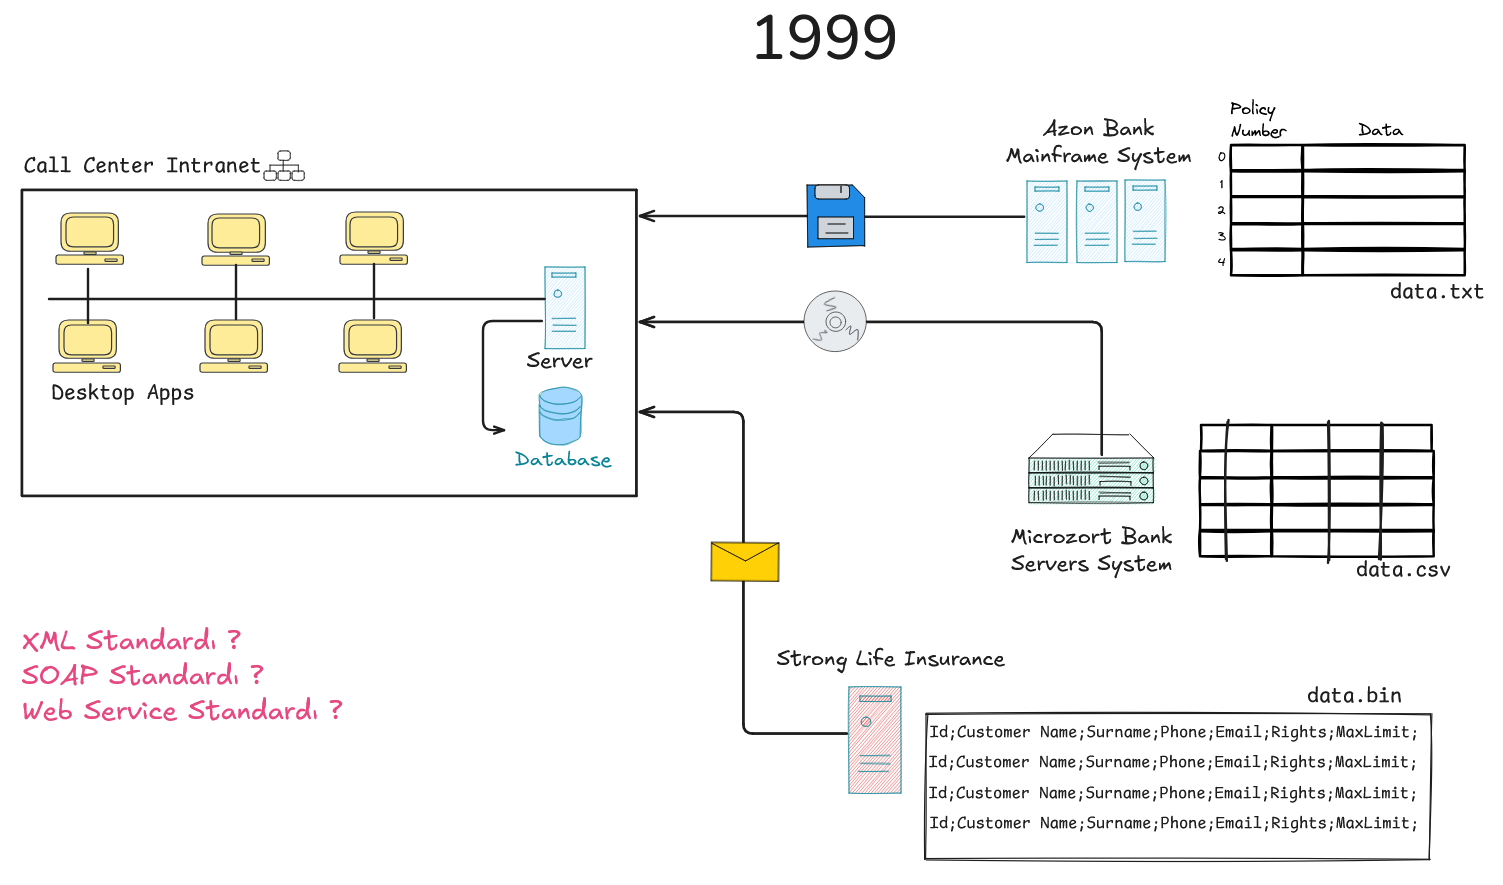 1999
Call Center Intranet
Desktop Apps
Server
Database
Azon Bank
Mainframe System
Policy
Number
Data
0
1
2
3
4
data.txt
Microzort Bank
Servers System
data.csv
XML Standardı ?
SOAP Standardı ?
Web Service Standardı ?
Strong Life Insurance
data.bin
Id;Customer Name;Surname;Phone;Email;Rights;MaxLimit;
Id;Customer Name;Surname;Phone;Email;Rights;MaxLimit;
Id;Customer Name;Surname;Phone;Email;Rights;MaxLimit;
Id;Customer Name;Surname;Phone;Email;Rights;MaxLimit;